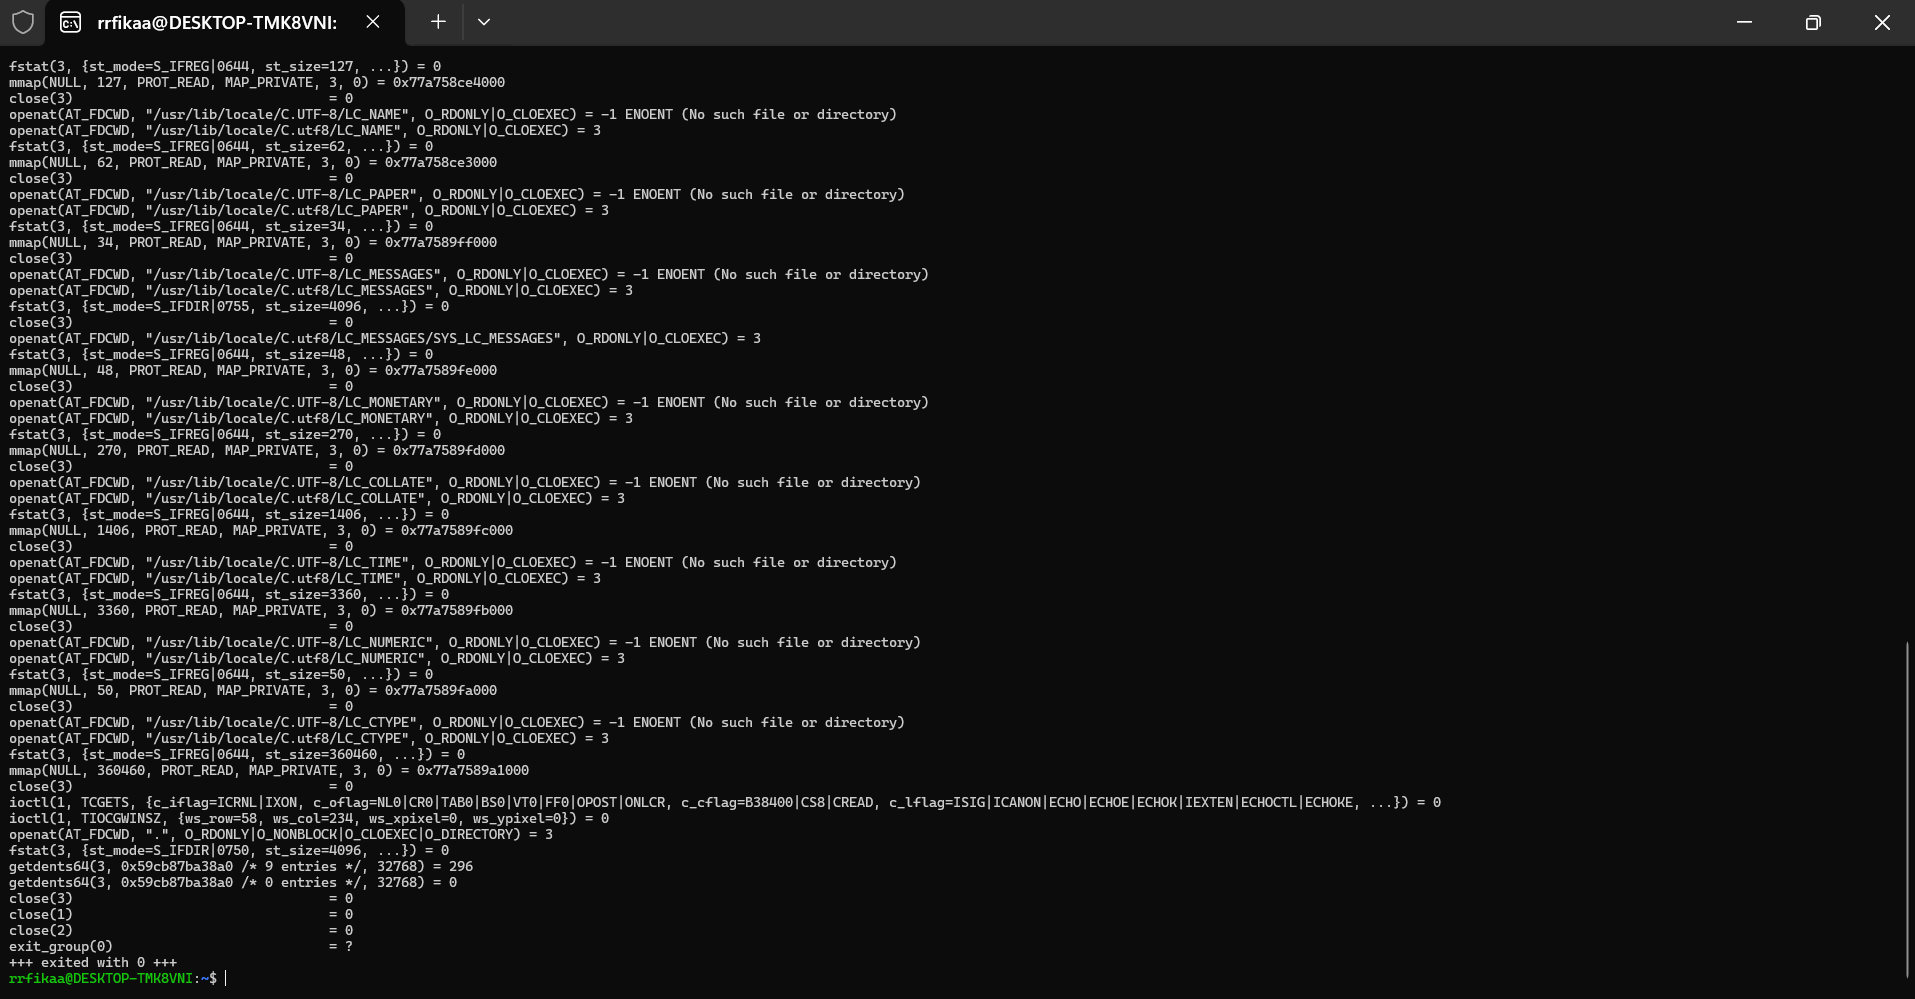 rrfikaa@DESKTOP-TMK8VNI:
fstat(3, {st_mode=S_IFREG|0644, st_size=127, ...}) = 0
mmap(NULL, 127, PROT_READ, MAP_PRIVATE, 3, 0) = 0x77a758ce4000
close(3)                                = 0
openat(AT_FDCWD, "/usr/lib/locale/C.UTF-8/LC_NAME", O_RDONLY|O_CLOEXEC) = -1 ENOENT (No such file or directory)
openat(AT_FDCWD, "/usr/lib/locale/C.utf8/LC_NAME", O_RDONLY|O_CLOEXEC) = 3
fstat(3, {st_mode=S_IFREG|0644, st_size=62, ...}) = 0
mmap(NULL, 62, PROT_READ, MAP_PRIVATE, 3, 0) = 0x77a758ce3000
close(3)                                = 0
openat(AT_FDCWD, "/usr/lib/locale/C.UTF-8/LC_PAPER", O_RDONLY|O_CLOEXEC) = -1 ENOENT (No such file or directory)
openat(AT_FDCWD, "/usr/lib/locale/C.utf8/LC_PAPER", O_RDONLY|O_CLOEXEC) = 3
fstat(3, {st_mode=S_IFREG|0644, st_size=34, ...}) = 0
mmap(NULL, 34, PROT_READ, MAP_PRIVATE, 3, 0) = 0x77a7589ff000
close(3)                                = 0
openat(AT_FDCWD, "/usr/lib/locale/C.UTF-8/LC_MESSAGES", O_RDONLY|O_CLOEXEC) = -1 ENOENT (No such file or directory)
openat(AT_FDCWD, "/usr/lib/locale/C.utf8/LC_MESSAGES", O_RDONLY|O_CLOEXEC) = 3
fstat(3, {st_mode=S_IFDIR|0755, st_size=4096, ...}) = 0
close(3)                                = 0
openat(AT_FDCWD, "/usr/lib/locale/C.utf8/LC_MESSAGES/SYS_LC_MESSAGES", O_RDONLY|O_CLOEXEC) = 3
fstat(3, {st_mode=S_IFREG|0644, st_size=48, ...}) = 0
mmap(NULL, 48, PROT_READ, MAP_PRIVATE, 3, 0) = 0x77a7589fe000
close(3)                                = 0
openat(AT_FDCWD, "/usr/lib/locale/C.UTF-8/LC_MONETARY", O_RDONLY|O_CLOEXEC) = -1 ENOENT (No such file or directory)
openat(AT_FDCWD, "/usr/lib/locale/C.utf8/LC_MONETARY", O_RDONLY|O_CLOEXEC) = 3
fstat(3, {st_mode=S_IFREG|0644, st_size=270, ...}) = 0
mmap(NULL, 270, PROT_READ, MAP_PRIVATE, 3, 0) = 0x77a7589fd000
close(3)                                = 0
openat(AT_FDCWD, "/usr/lib/locale/C.UTF-8/LC_COLLATE", O_RDONLY|O_CLOEXEC) = -1 ENOENT (No such file or directory)
openat(AT_FDCWD, "/usr/lib/locale/C.utf8/LC_COLLATE", O_RDONLY|O_CLOEXEC) = 3
fstat(3, {st_mode=S_IFREG|0644, st_size=1406, ...}) = 0
mmap(NULL, 1406, PROT_READ, MAP_PRIVATE, 3, 0) = 0x77a7589fc000
close(3)                                = 0
openat(AT_FDCWD, "/usr/lib/locale/C.UTF-8/LC_TIME", O_RDONLY|O_CLOEXEC) = -1 ENOENT (No such file or directory)
openat(AT_FDCWD, "/usr/lib/locale/C.utf8/LC_TIME", O_RDONLY|O_CLOEXEC) = 3
fstat(3, {st_mode=S_IFREG|0644, st_size=3360, ...}) = 0
mmap(NULL, 3360, PROT_READ, MAP_PRIVATE, 3, 0) = 0x77a7589fb000
close(3)                                = 0
openat(AT_FDCWD, "/usr/lib/locale/C.UTF-8/LC_NUMERIC", O_RDONLY|O_CLOEXEC) = -1 ENOENT (No such file or directory)
openat(AT_FDCWD, "/usr/lib/locale/C.utf8/LC_NUMERIC", O_RDONLY|O_CLOEXEC) = 3
fstat(3, {st_mode=S_IFREG|0644, st_size=50, ...}) = 0
mmap(NULL, 50, PROT_READ, MAP_PRIVATE, 3, 0) = 0x77a7589fa000
close(3)                                = 0
openat(AT_FDCWD, "/usr/lib/locale/C.UTF-8/LC_CTYPE", O_RDONLY|O_CLOEXEC) = -1 ENOENT (No such file or directory)
openat(AT_FDCWD, "/usr/lib/locale/C.utf8/LC_CTYPE", O_RDONLY|O_CLOEXEC) = 3
fstat(3, {st_mode=S_IFREG|0644, st_size=360460, ...}) = 0
mmap(NULL, 360460, PROT_READ, MAP_PRIVATE, 3, 0) = 0x77a7589a1000
close(3)                                = 0
ioctl(1, TCGETS, {c_iflag=ICRNL|IXON, c_oflag=NL0|CR0|TAB0|BS0|VT0|FF0|OPOST|ONLCR, c_cflag=B38400|CS8|CREAD, c_lflag=ISIG|ICANON|ECHO|ECHOE|ECHOK|IEXTEN|ECHOCTL|ECHOKE, ...}) = 0
ioctl(1, TIOCGWINSZ, {ws_row=58, ws_col=234, ws_xpixel=0, ws_ypixel=0}) = 0
openat(AT_FDCWD, ".", O_RDONLY|O_NONBLOCK|O_CLOEXEC|O_DIRECTORY) = 3
fstat(3, {st_mode=S_IFDIR|0750, st_size=4096, ...}) = 0
getdents64(3, 0x59cb87ba38a0 /* 9 entries */, 32768) = 296
getdents64(3, 0x59cb87ba38a0 /* 0 entries */, 32768) = 0
close(3)                                = 0
close(1)                                = 0
close(2)                                = 0
exit_group(0)                           = ?
+++ exited with 0 +++
rrfikaa@DESKTOP-TMK8VNI:~$